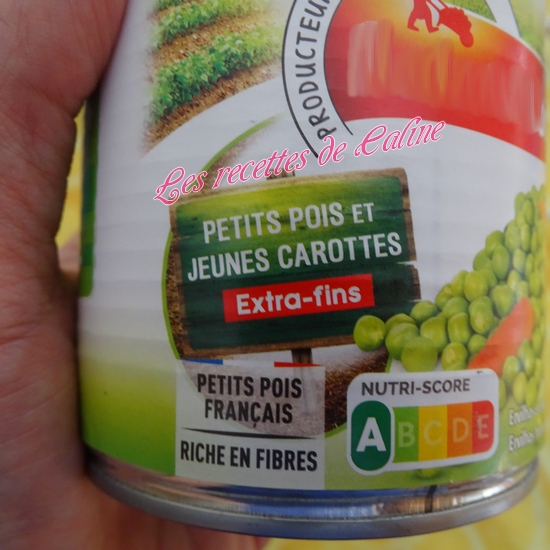 PRODUCTEUR
Les recettes de Caline
PETITS POIS ET
JEUNES CAROTTES
Extra-fins
PETITS POIS
FRANÇAIS
RICHE EN FIBRES
NUTRI-SCORE
A B C D E